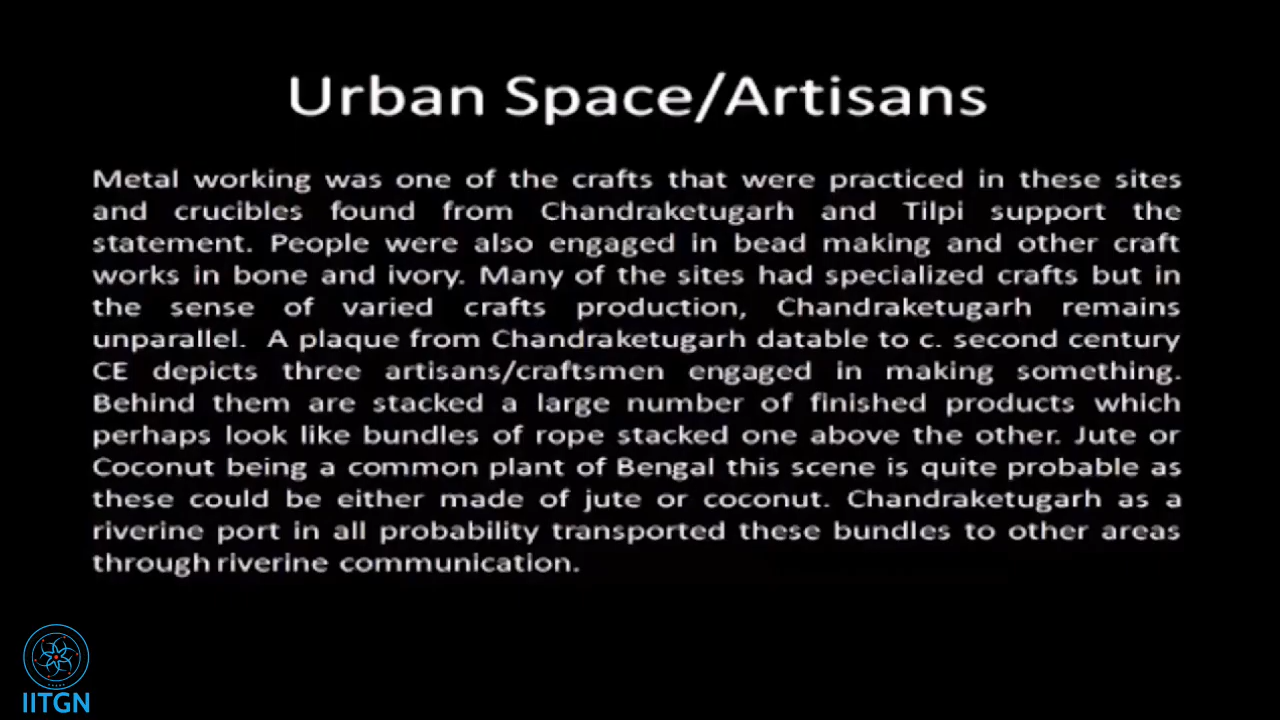 Urban Space/Artisans
Metal working was one of the crafts that were practiced in these sites
and crucibles found from Chandraketugarh and Tilpi support the
statement. People were also engaged in bead making and other craft
works in bone and ivory. Many of the sites had specialized crafts but in
the sense of varied crafts production, Chandraketugarh remains
unparallel. A plaque from Chandraketugarh datable to c. second century
CE depicts three artisans/craftsmen engaged in making something.
Behind them are stacked a large number of finished products which
perhaps look like bundles of rope stacked one above the other. Jute or
Coconut being a common plant of Bengal this scene is quite probable as
these could be either made of jute or coconut. Chandraketugarh as a
riverine port in all probability transported these bundles to other areas
through riverine communication.
IITGN